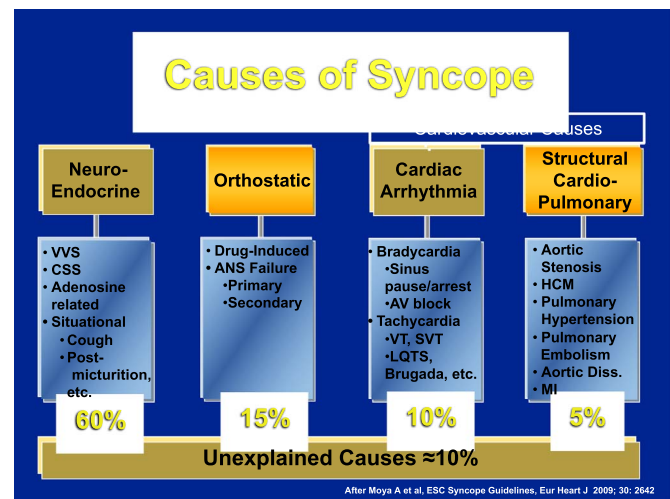 Causes of Syncope
Cardiovascular Causes
Neuro-
Endocrine
Orthostatic
Cardiac
Arrhythmia
Structural
Cardio-
Pulmonary
• VVS
• CSS
• Adenosine
related
• Situational
• Cough
• Post-
micturition,
etc.
• Drug-Induced
• ANS Failure
•Primary
•Secondary
• Bradycardia
•Sinus
pause/arrest
•AV block
• Tachycardia
•VT, SVT
•LQTS,
Brugada, etc.
• Aortic
Stenosis
• HCM
• Pulmonary
Hypertension
• Pulmonary
Embolism
• Aortic Diss.
• MI
60%
15%
10%
5%
Unexplained Causes ≈10%
After Moya A et al, ESC Syncope Guidelines, Eur Heart J 2009; 30: 2642